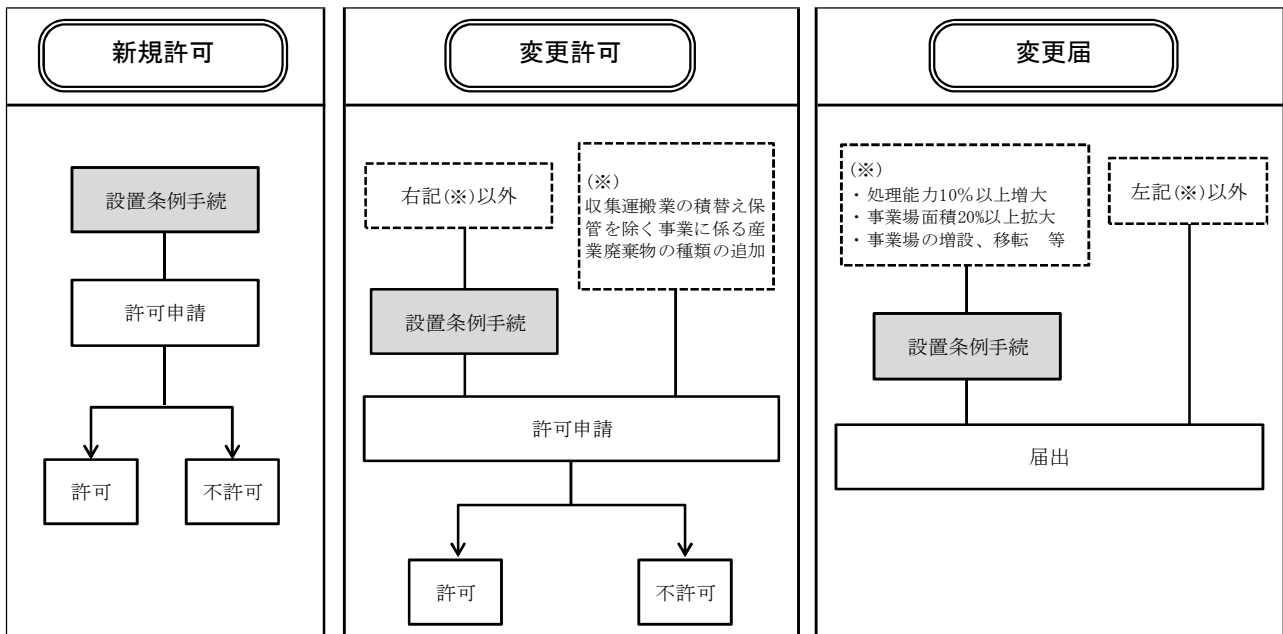 新規許可
設置条例手続
許可申請
許可
不許可
変更許可
右記(※)以外
(※)
収集運搬業の積替え保
管を除く事業に係る産
業廃棄物の種類の追加
設置条例手続
許可申請
許可
不許可
変更届
(※)
・処理能力10%以上増大
・事業場面積20%以上拡大
・事業場の増設、移転　等
左記(※)以外
設置条例手続
届出